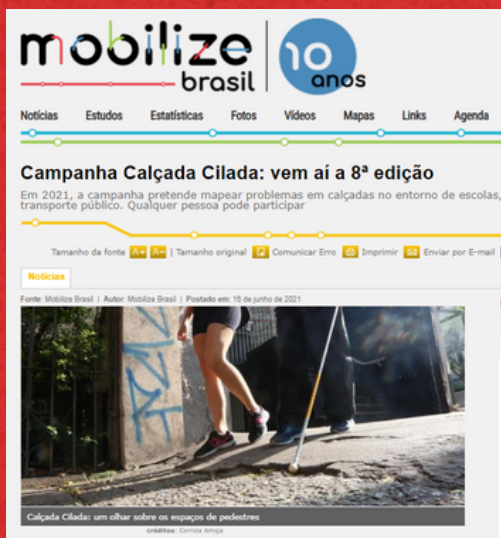 mobilize
brasil
10
anos
Notícias Estudos Estatísticas Fotos Vídeos Mapas Links Agenda
Campanha Calçada Cilada: vem aí a 8ª edição
Em 2021, a campanha pretende mapear problemas em calçadas no entorno de escolas,
transporte público. Qualquer pessoa pode participar
Tamanho da fonte A+ A- | Tamanho original Comunicar Erro Imprimir Enviar por E-mail
Notícias
Fonte: Mobilize Brasil | Autor: Mobilize Brasil | Postado em: 16 de junho de 2021
Calçada Cilada: um olhar sobre os espaços de pedestres
créditos: Corrida Amiga